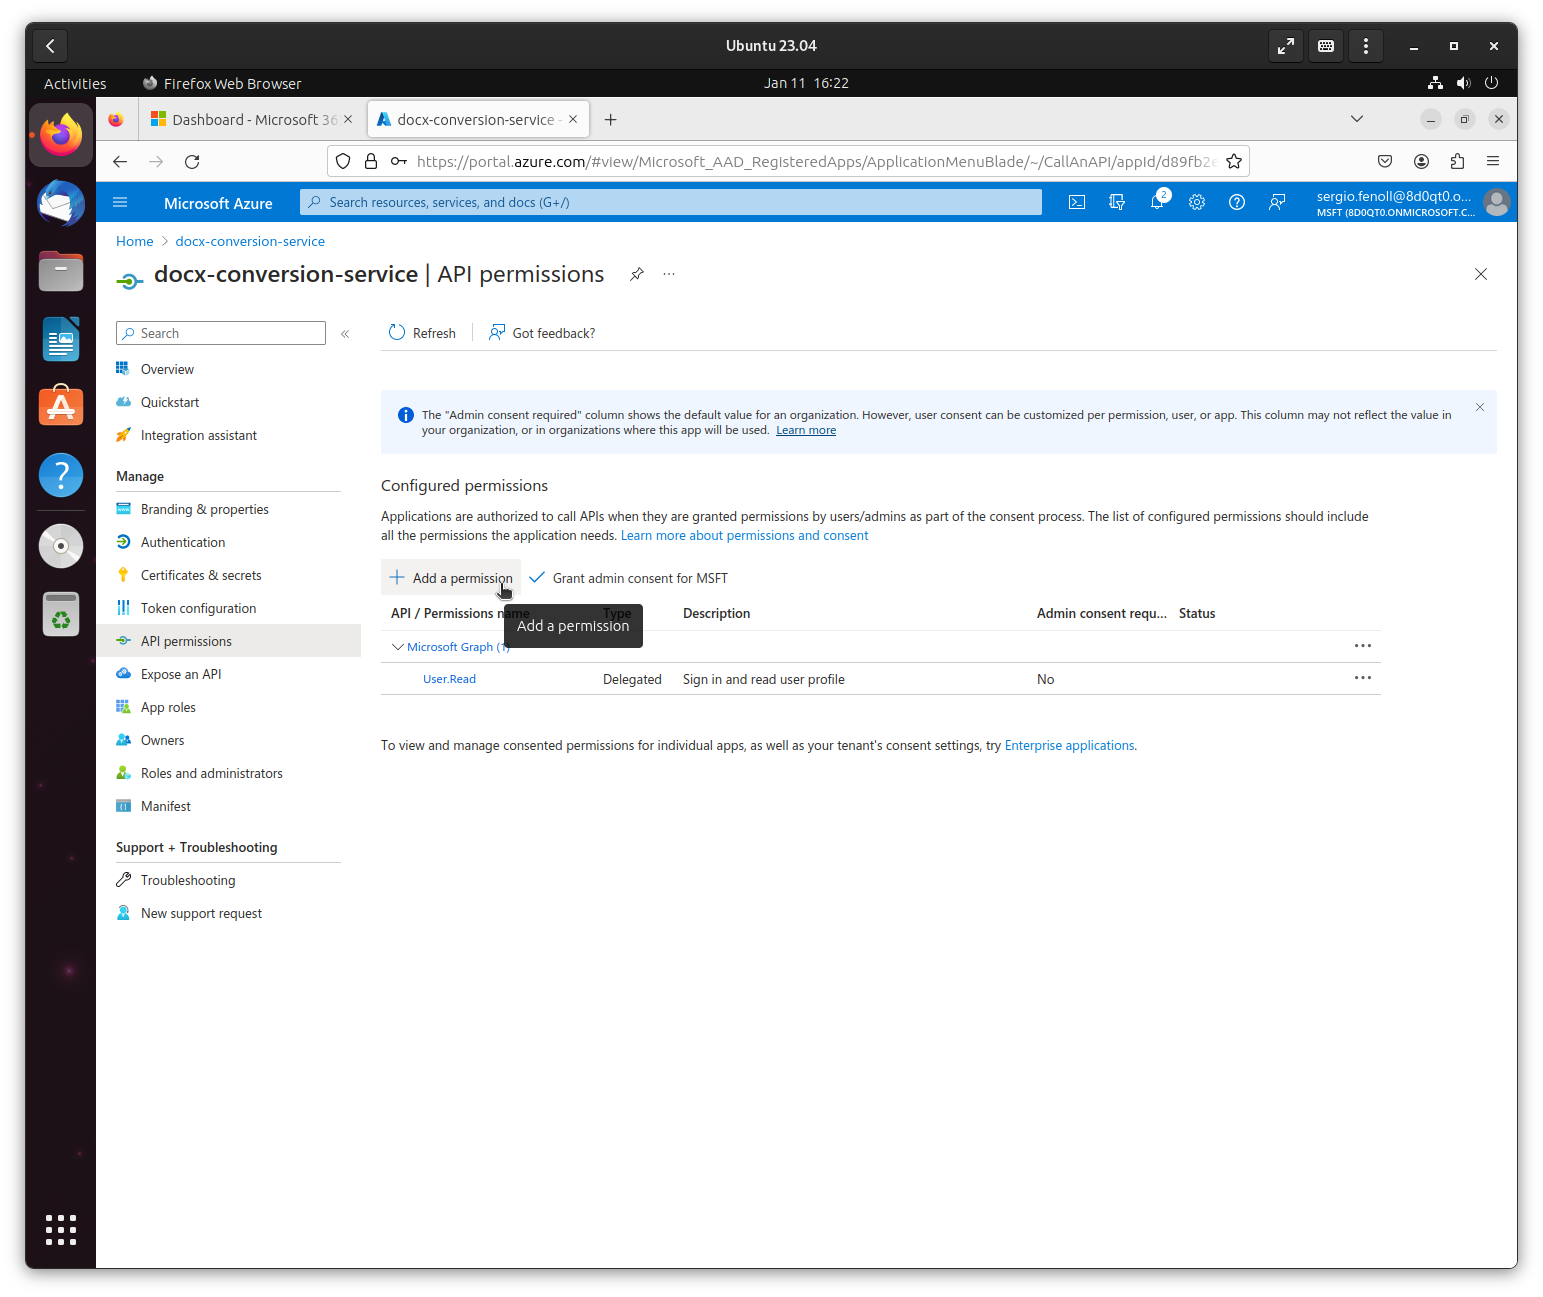 Ubuntu 23.04
Activities
Firefox Web Browser
Jan 11 16:22
Dashboard - Microsoft 36
docx-conversion-service -
https://portal.azure.com/#view/Microsoft_AAD_RegisteredApps/ApplicationMenuBlade/~/CallAnAPI/appId/d89fb2e
Microsoft Azure
Search resources, services, and docs (G+/)
2
sergio.fenoll@8d0qt0.o...
MSFT (8D0QT0.ONMICROSOFT.C...
Home > docx-conversion-service
docx-conversion-service | API permissions
Search
Refresh
Got feedback?
Overview
Quickstart
Integration assistant
Manage
Branding & properties
Authentication
Certificates & secrets
Token configuration
API permissions
Expose an API
App roles
Owners
Roles and administrators
Manifest
Support + Troubleshooting
Troubleshooting
New support request
The "Admin consent required" column shows the default value for an organization. However, user consent can be customized per permission, user, or app. This column may not reflect the value in
your organization, or in organizations where this app will be used. Learn more
Configured permissions
Applications are authorized to call APIs when they are granted permissions by users/admins as part of the consent process. The list of configured permissions should include
all the permissions the application needs. Learn more about permissions and consent
Add a permission
Grant admin consent for MSFT
API / Permissions name
Type
Description
Admin consent requ...
Status
Add a permission
Microsoft Graph (1)
User.Read
Delegated
Sign in and read user profile
No
To view and manage consented permissions for individual apps, as well as your tenant's consent settings, try Enterprise applications.